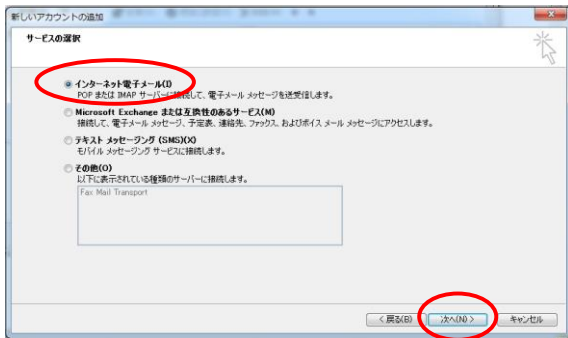 新しいアカウントの追加
サービスの選択
インターネット電子メール(I)
POP または IMAP サーバーに接続して、電子メール メッセージを送受信します。
Microsoft Exchange または互換性のあるサービス(M)
接続して、電子メール メッセージ、予定表、連絡先、ファックス、およびボイス メール メッセージにアクセスします。
テキスト メッセージング (SMS)(X)
モバイル メッセージング サービスに接続します。
その他(O)
以下に表示されている種類のサーバーに接続します。
Fax Mail Transport
< 戻る(B) 次へ(N) > キャンセル